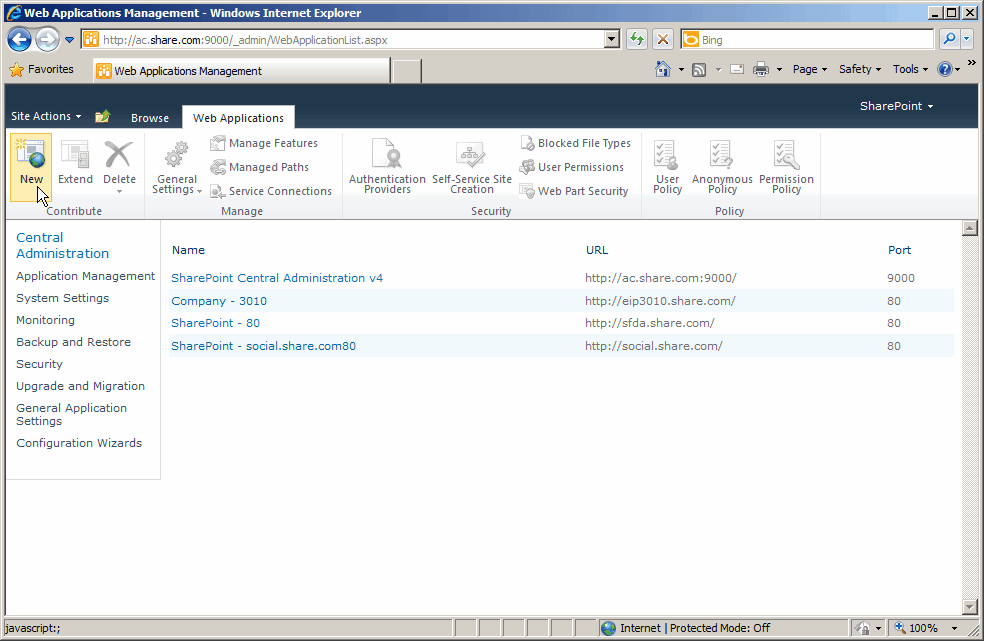 Web Applications Management - Windows Internet Explorer
http://ac.share.com:9000/_admin/WebApplicationList.aspx
Bing
Favorites
Web Applications Management
Page
Safety
Tools
»
SharePoint
Site Actions
Browse
Web Applications
New
Extend
Delete
Contribute
General
Settings
Manage Features
Managed Paths
Service Connections
Manage
Authentication
Providers
Self-Service Site
Creation
Blocked File Types
User Permissions
Web Part Security
Security
User
Policy
Anonymous
Policy
Permission
Policy
Policy
Central
Administration
Application Management
System Settings
Monitoring
Backup and Restore
Security
Upgrade and Migration
General Application
Settings
Configuration Wizards
Name URL Port
SharePoint Central Administration v4 http://ac.share.com:9000/ 9000
Company - 3010 http://eip3010.share.com/ 80
SharePoint - 80 http://sfda.share.com/ 80
SharePoint - social.share.com80 http://social.share.com/ 80
javascript:;
Internet | Protected Mode: Off
100%